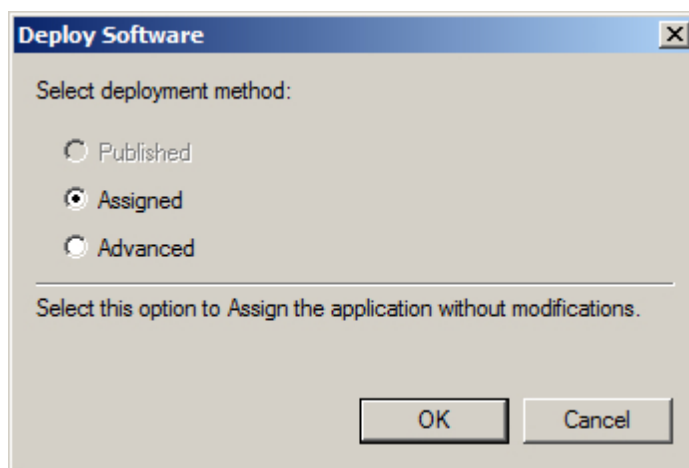 Deploy Software
Select deployment method:
Published
Assigned
Advanced
Select this option to Assign the application without modifications.
OK Cancel